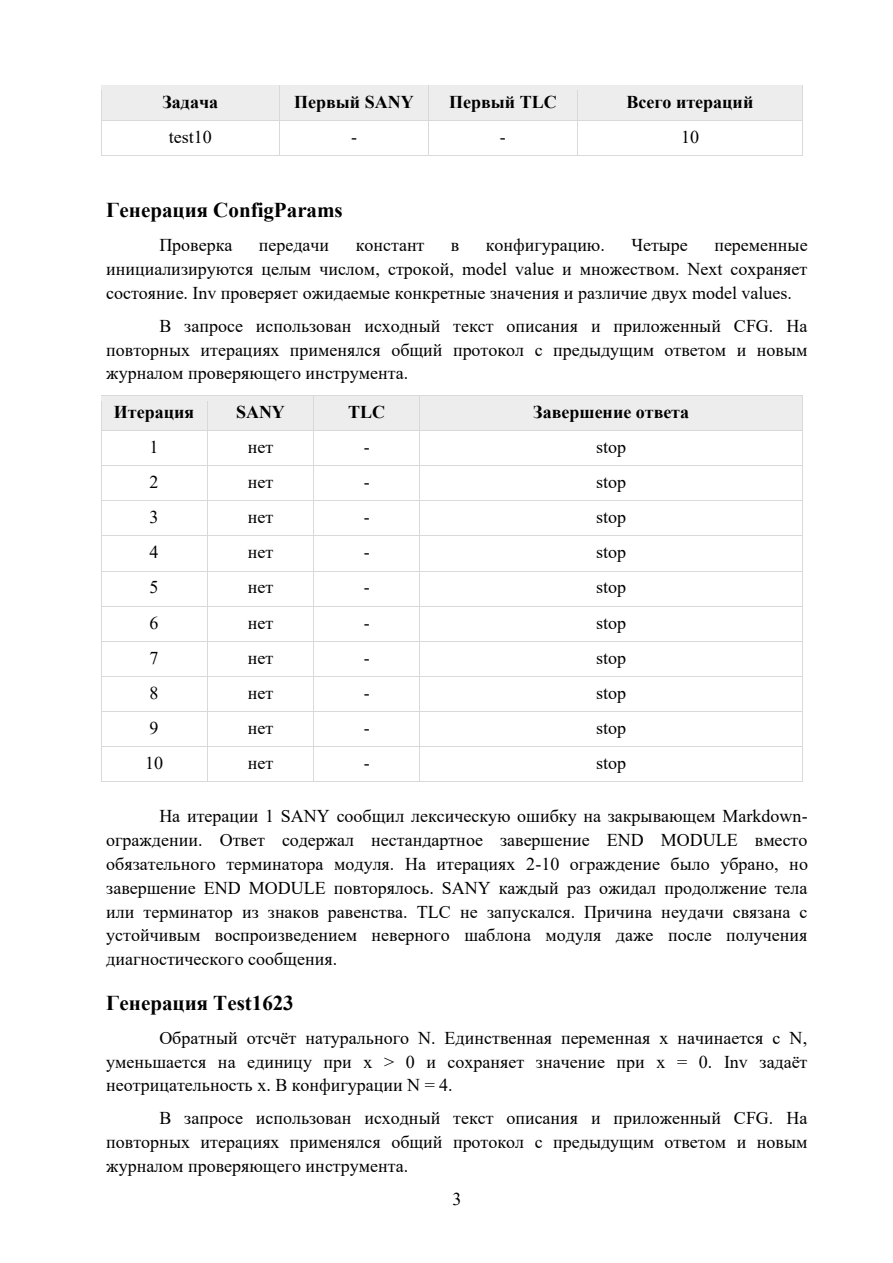 Задача Первый SANY Первый TLC Всего итераций
test10 - - 10
Генерация ConfigParams
Проверка передачи констант в конфигурацию. Четыре переменные
инициализируются целым числом, строкой, model value и множеством. Next сохраняет
состояние. Inv проверяет ожидаемые конкретные значения и различие двух model values.
В запросе использован исходный текст описания и приложенный CFG. На
повторных итерациях применялся общий протокол с предыдущим ответом и новым
журналом проверяющего инструмента.
Итерация SANY TLC Завершение ответа
1 нет - stop
2 нет - stop
3 нет - stop
4 нет - stop
5 нет - stop
6 нет - stop
7 нет - stop
8 нет - stop
9 нет - stop
10 нет - stop
На итерации 1 SANY сообщил лексическую ошибку на закрывающем Markdown-
ограждении. Ответ содержал нестандартное завершение END MODULE вместо
обязательного терминатора модуля. На итерациях 2-10 ограждение было убрано, но
завершение END MODULE повторялось. SANY каждый раз ожидал продолжение тела
или терминатор из знаков равенства. TLC не запускался. Причина неудачи связана с
устойчивым воспроизведением неверного шаблона модуля даже после получения
диагностического сообщения.
Генерация Test1623
Обратный отсчёт натурального N. Единственная переменная x начинается с N,
уменьшается на единицу при x > 0 и сохраняет значение при x = 0. Inv задаёт
неотрицательность x. В конфигурации N = 4.
В запросе использован исходный текст описания и приложенный CFG. На
повторных итерациях применялся общий протокол с предыдущим ответом и новым
журналом проверяющего инструмента.
3